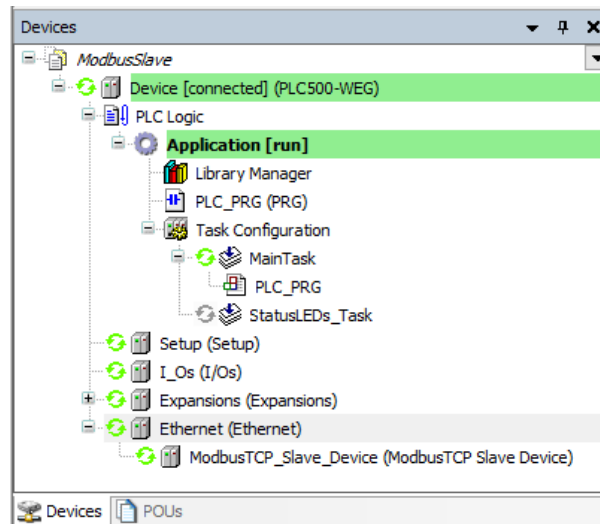 Devices
ModbusSlave
Device [connected] (PLC500-WEG)
PLC Logic
Application [run]
Library Manager
PLC_PRG (PRG)
Task Configuration
MainTask
PLC_PRG
StatusLEDs_Task
Setup (Setup)
I_Os (I/Os)
Expansions (Expansions)
Ethernet (Ethernet)
ModbusTCP_Slave_Device (ModbusTCP Slave Device)
Devices POUs